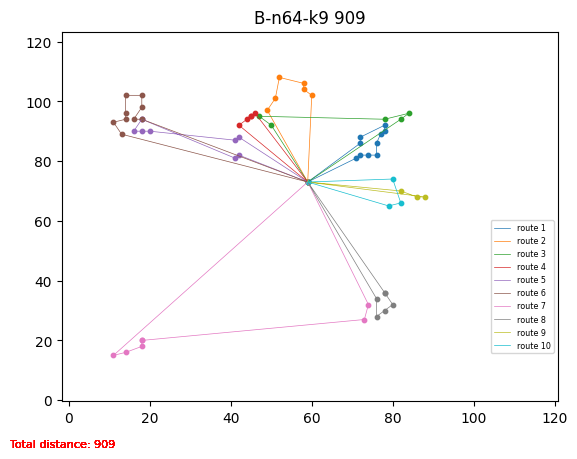 B-n64-k9 909
120
100
80
60
40
20
0
0 20 40 60 80 100 120
route 1
route 2
route 3
route 4
route 5
route 6
route 7
route 8
route 9
route 10
Total distance: 909